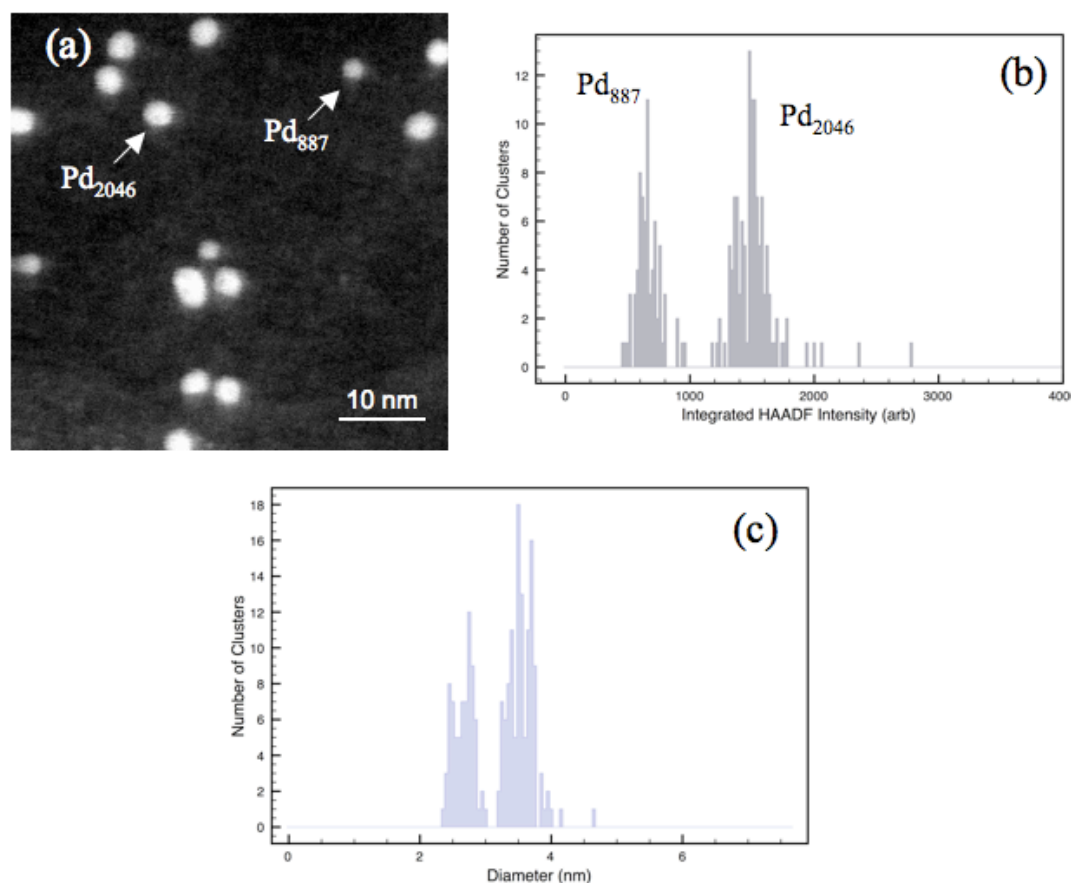 (a)
Pd887
Pd2046
10 nm
(b)
Pd887
Pd2046
Number of Clusters
12
10
8
6
4
2
0
0 1000 2000 3000 4000
Integrated HAADF Intensity (arb)
(c)
Number of Clusters
18
16
14
12
10
8
6
4
2
0
0 2 4 6
Diameter (nm)